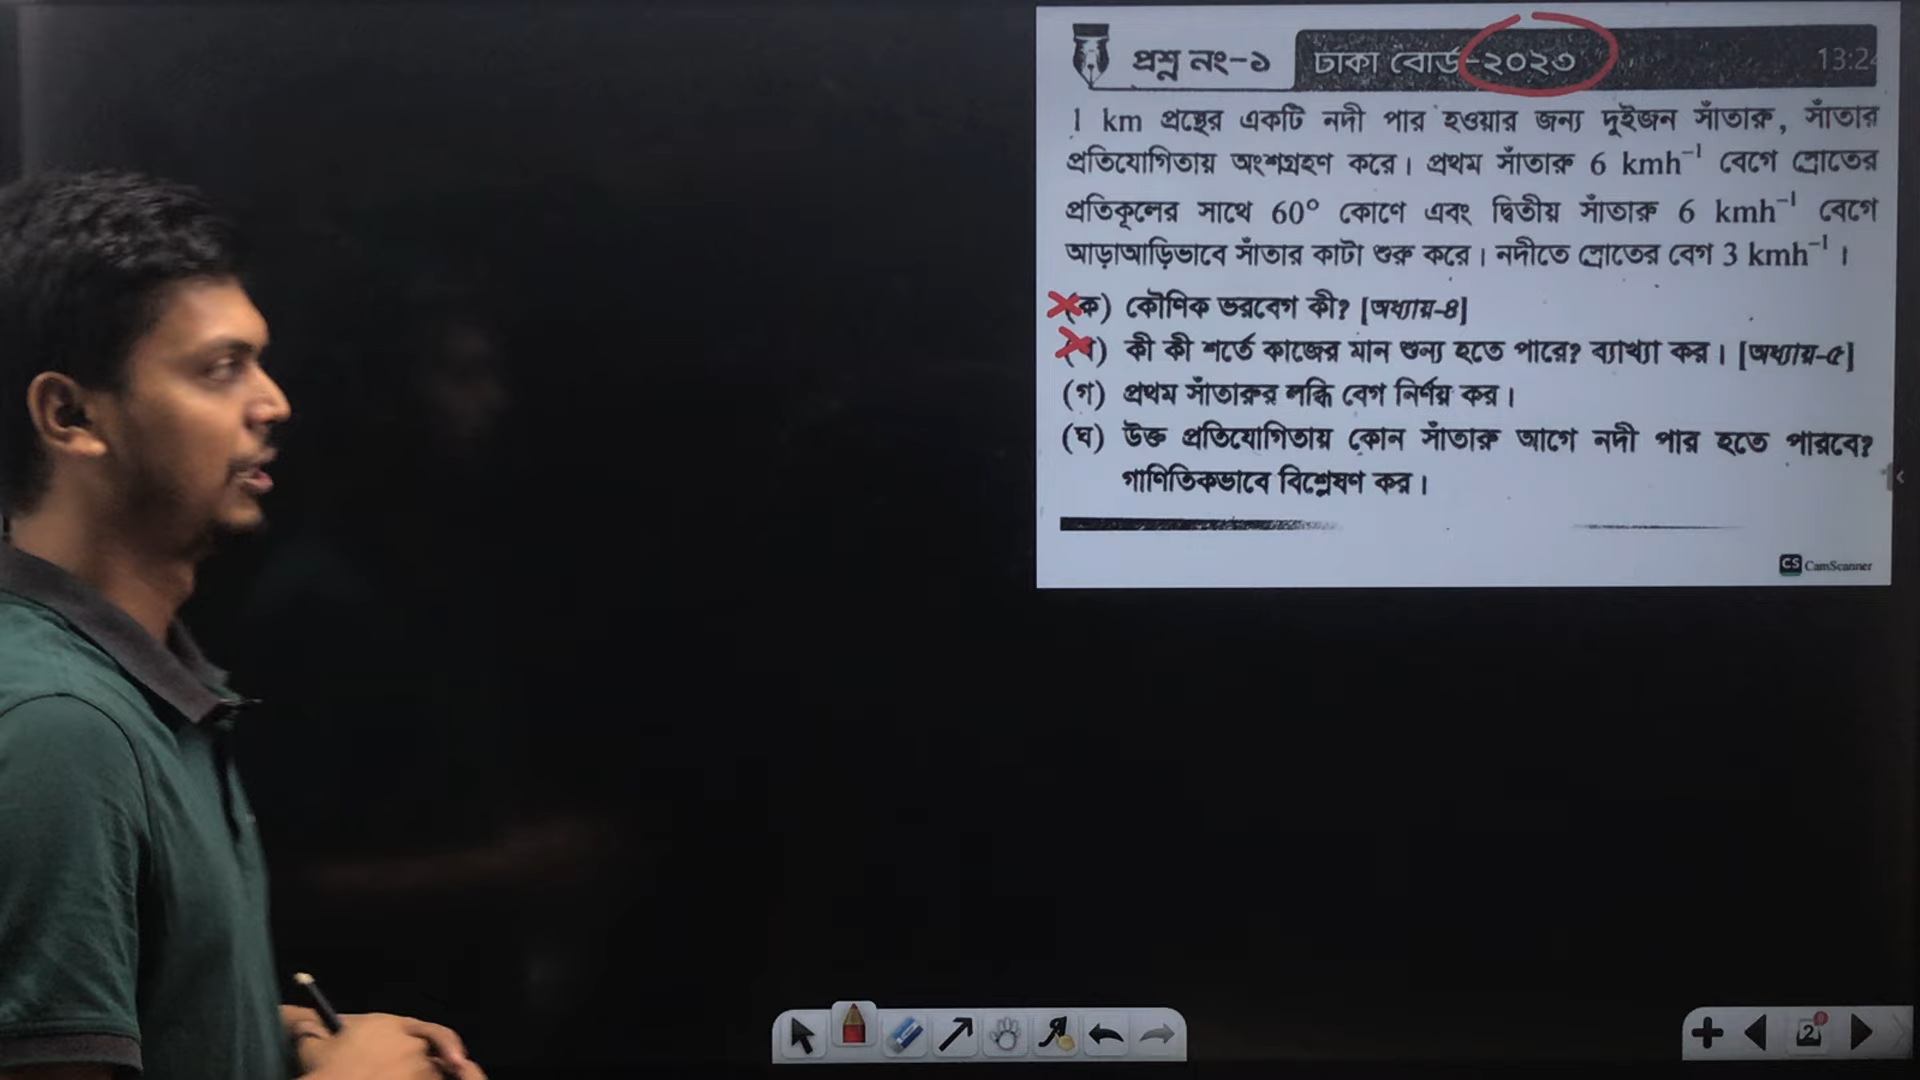 প্রশ্ন নং-১ ঢাকা বোর্ড-২০২৩ 13:24
1 km প্রস্থের একটি নদী পার হওয়ার জন্য দুইজন সাঁতারু, সাঁতার
প্রতিযোগিতায় অংশগ্রহণ করে। প্রথম সাঁতারু 6 kmh⁻¹ বেগে স্রোতের
প্রতিকূলের সাথে 60° কোণে এবং দ্বিতীয় সাঁতারু 6 kmh⁻¹ বেগে
আড়াআড়িভাবে সাঁতার কাটা শুরু করে। নদীতে স্রোতের বেগ 3 kmh⁻¹।
(ক) কৌণিক ভরবেগ কী? [অধ্যায়-৪]
(খ) কী কী শর্তে কাজের মান শুন্য হতে পারে? ব্যাখ্যা কর। [অধ্যায়-৫]
(গ) প্রথম সাঁতারুর লব্ধি বেগ নির্ণয় কর।
(ঘ) উক্ত প্রতিযোগিতায় কোন সাঁতারু আগে নদী পার হতে পারবে?
গাণিতিকভাবে বিশ্লেষণ কর।
CS CamScanner
2